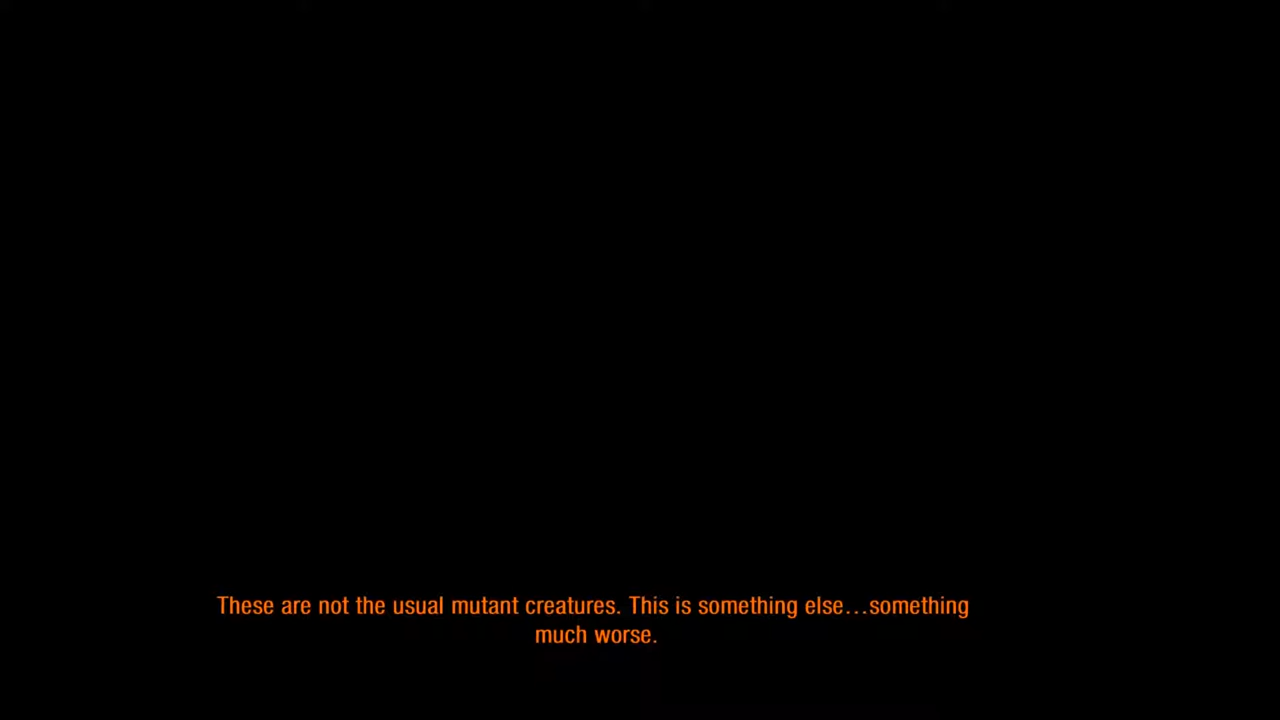 These are not the usual mutant creatures. This is something else...something
much worse.